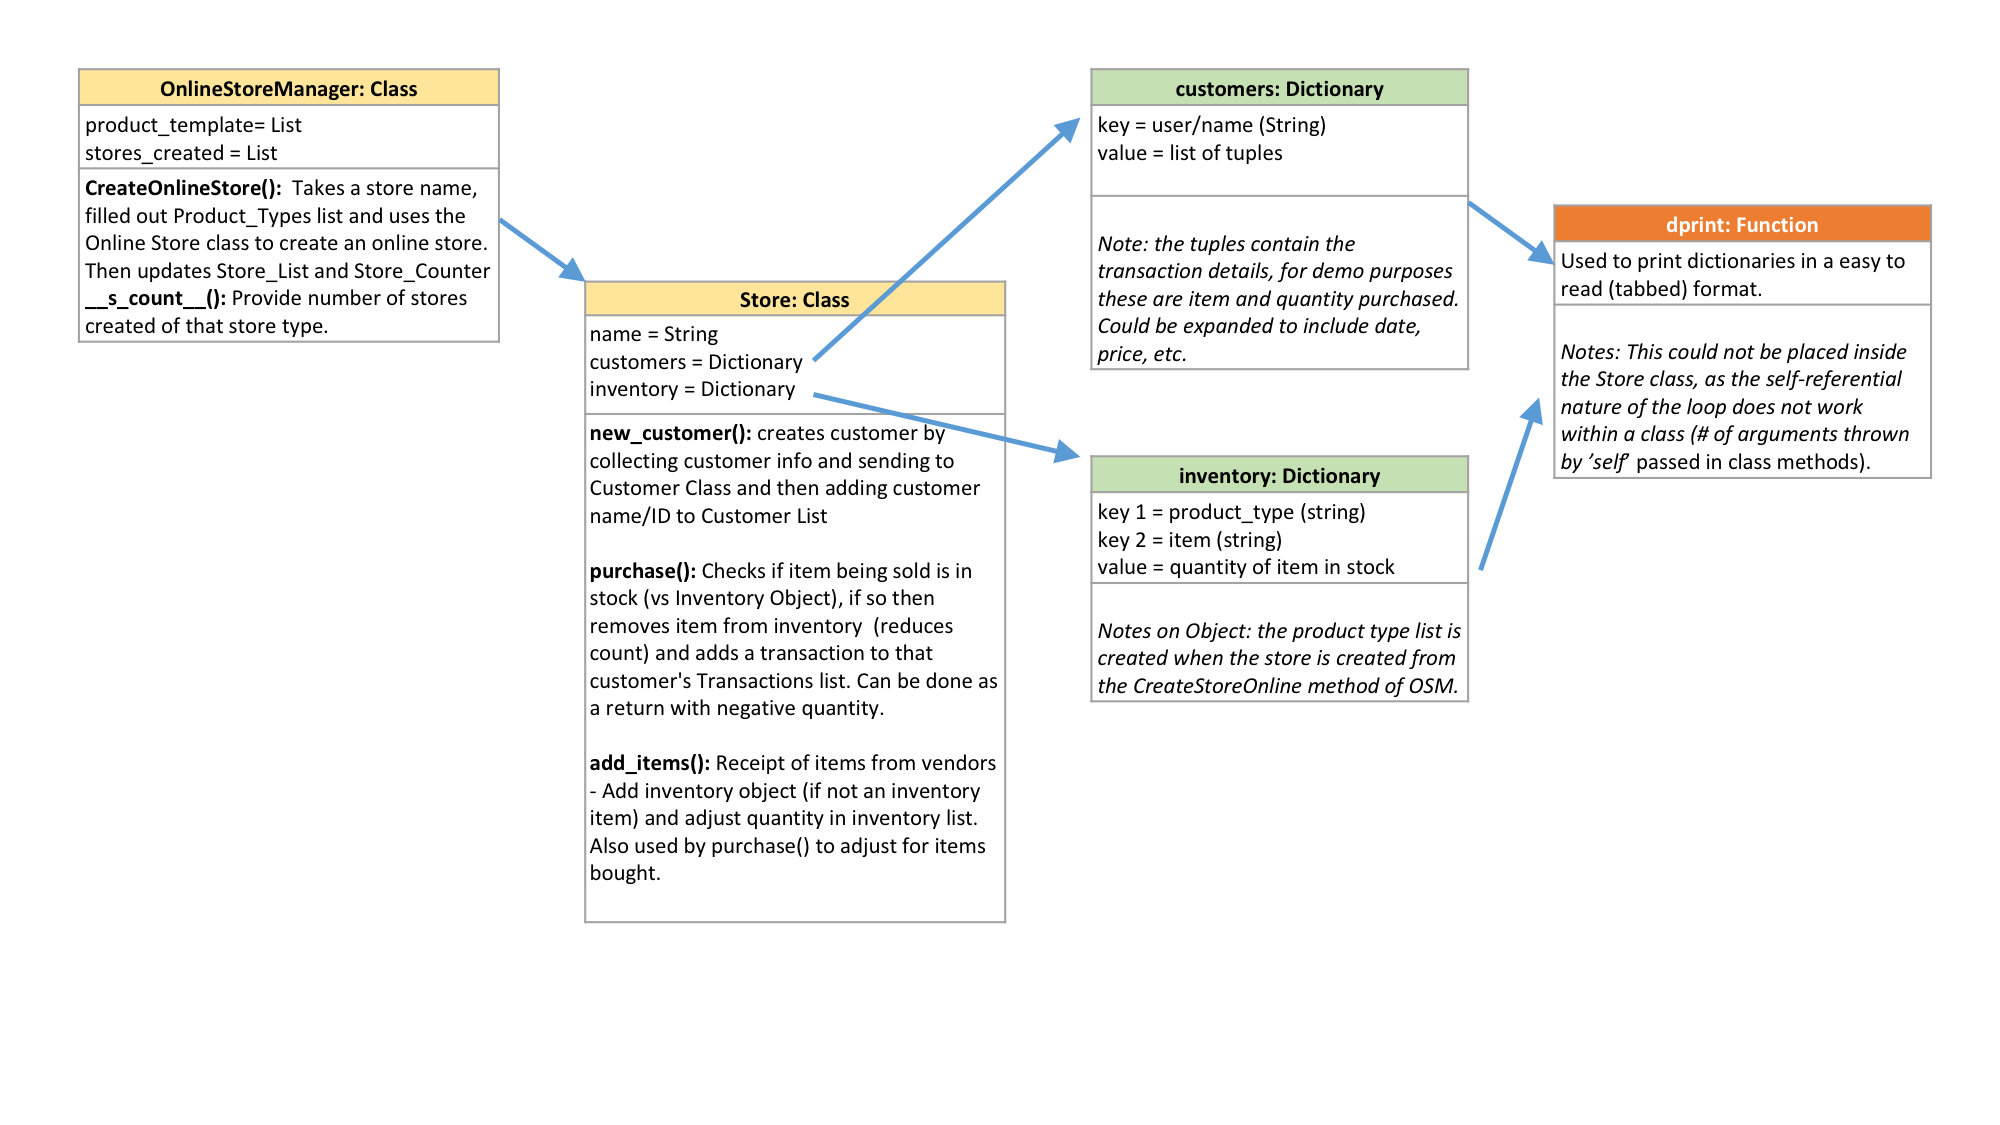 OnlineStoreManager: Class
product_template= List
stores_created = List
CreateOnlineStore():  Takes a store name,
filled out Product_Types list and uses the
Online Store class to create an online store.
Then updates Store_List and Store_Counter
__s_count__(): Provide number of stores
created of that store type.
Store: Class
name = String
customers = Dictionary
inventory = Dictionary
new_customer(): creates customer by
collecting customer info and sending to
Customer Class and then adding customer
name/ID to Customer List
purchase(): Checks if item being sold is in
stock (vs Inventory Object), if so then
removes item from inventory  (reduces
count) and adds a transaction to that
customer's Transactions list. Can be done as
a return with negative quantity.
add_items(): Receipt of items from vendors
- Add inventory object (if not an inventory
item) and adjust quantity in inventory list.
Also used by purchase() to adjust for items
bought.
customers: Dictionary
key = user/name (String)
value = list of tuples
Note: the tuples contain the
transaction details, for demo purposes
these are item and quantity purchased.
Could be expanded to include date,
price, etc.
inventory: Dictionary
key 1 = product_type (string)
key 2 = item (string)
value = quantity of item in stock
Notes on Object: the product type list is
created when the store is created from
the CreateStoreOnline method of OSM.
dprint: Function
Used to print dictionaries in a easy to
read (tabbed) format.
Notes: This could not be placed inside
the Store class, as the self-referential
nature of the loop does not work
within a class (# of arguments thrown
by ’self’ passed in class methods).